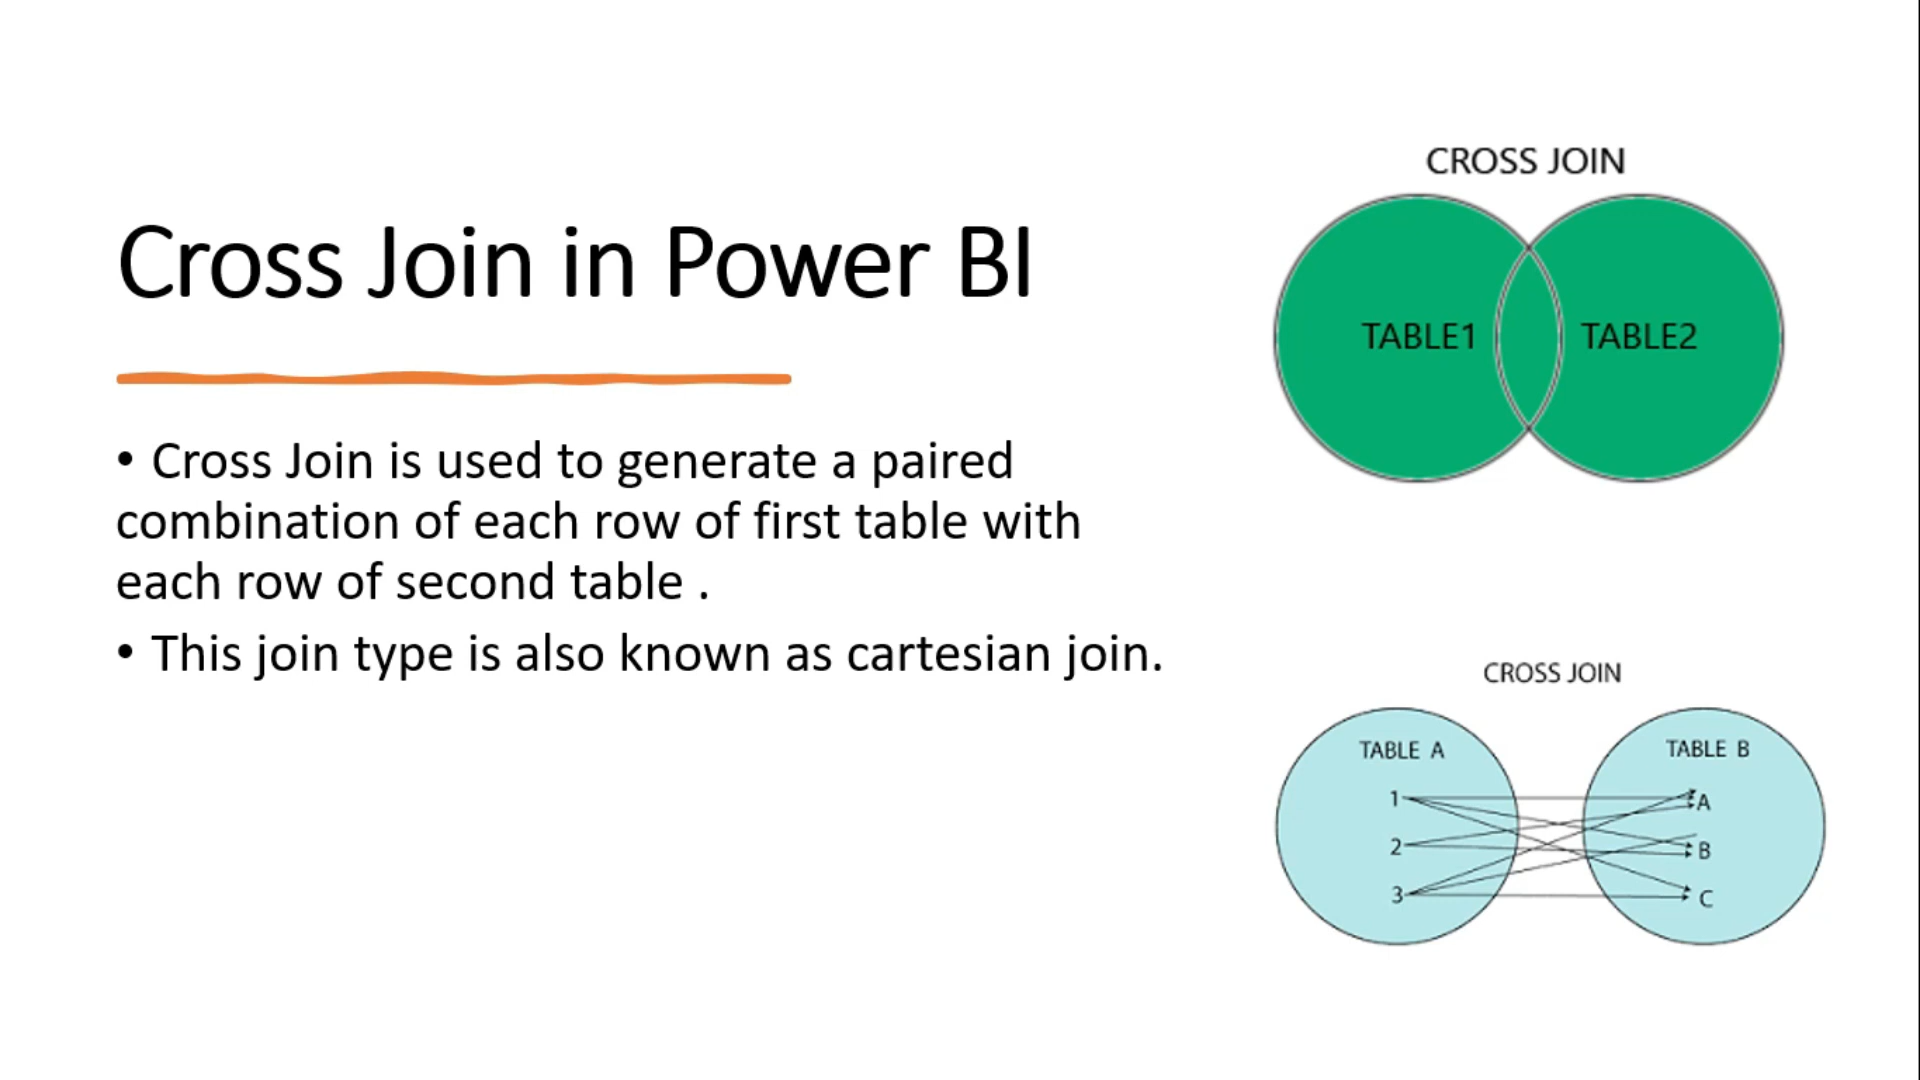 Cross Join in Power BI
• Cross Join is used to generate a paired
combination of each row of first table with
each row of second table .
• This join type is also known as cartesian join.
CROSS JOIN
TABLE1
TABLE2
CROSS JOIN
TABLE A
TABLE B
1
A
2
B
3
C